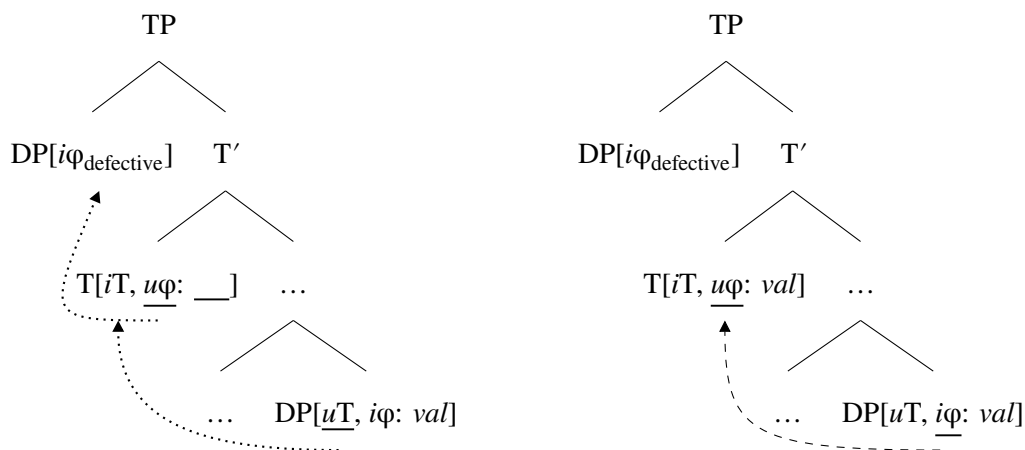 TP
DP[iφdefective] T′
T[iT, uφ: __] …
… DP[uT, iφ: val]
TP
DP[iφdefective] T′
T[iT, uφ: val] …
… DP[uT, iφ: val]